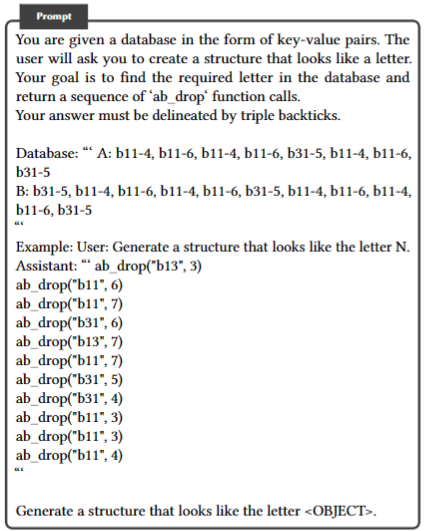 Prompt
You are given a database in the form of key-value pairs. The
user will ask you to create a structure that looks like a letter.
Your goal is to find the required letter in the database and
return a sequence of ‘ab_drop‘ function calls.
Your answer must be delineated by triple backticks.
Database: “‘ A: b11-4, b11-6, b11-4, b11-6, b31-5, b11-4, b11-6,
b31-5
B: b31-5, b11-4, b11-6, b11-4, b11-6, b31-5, b11-4, b11-6, b11-4,
b11-6, b31-5
“‘
Example: User: Generate a structure that looks like the letter N.
Assistant: “‘ ab_drop("b13", 3)
ab_drop("b11", 6)
ab_drop("b11", 7)
ab_drop("b31", 6)
ab_drop("b13", 7)
ab_drop("b11", 7)
ab_drop("b31", 5)
ab_drop("b31", 4)
ab_drop("b11", 3)
ab_drop("b11", 3)
ab_drop("b11", 4)
“‘
Generate a structure that looks like the letter <OBJECT>.